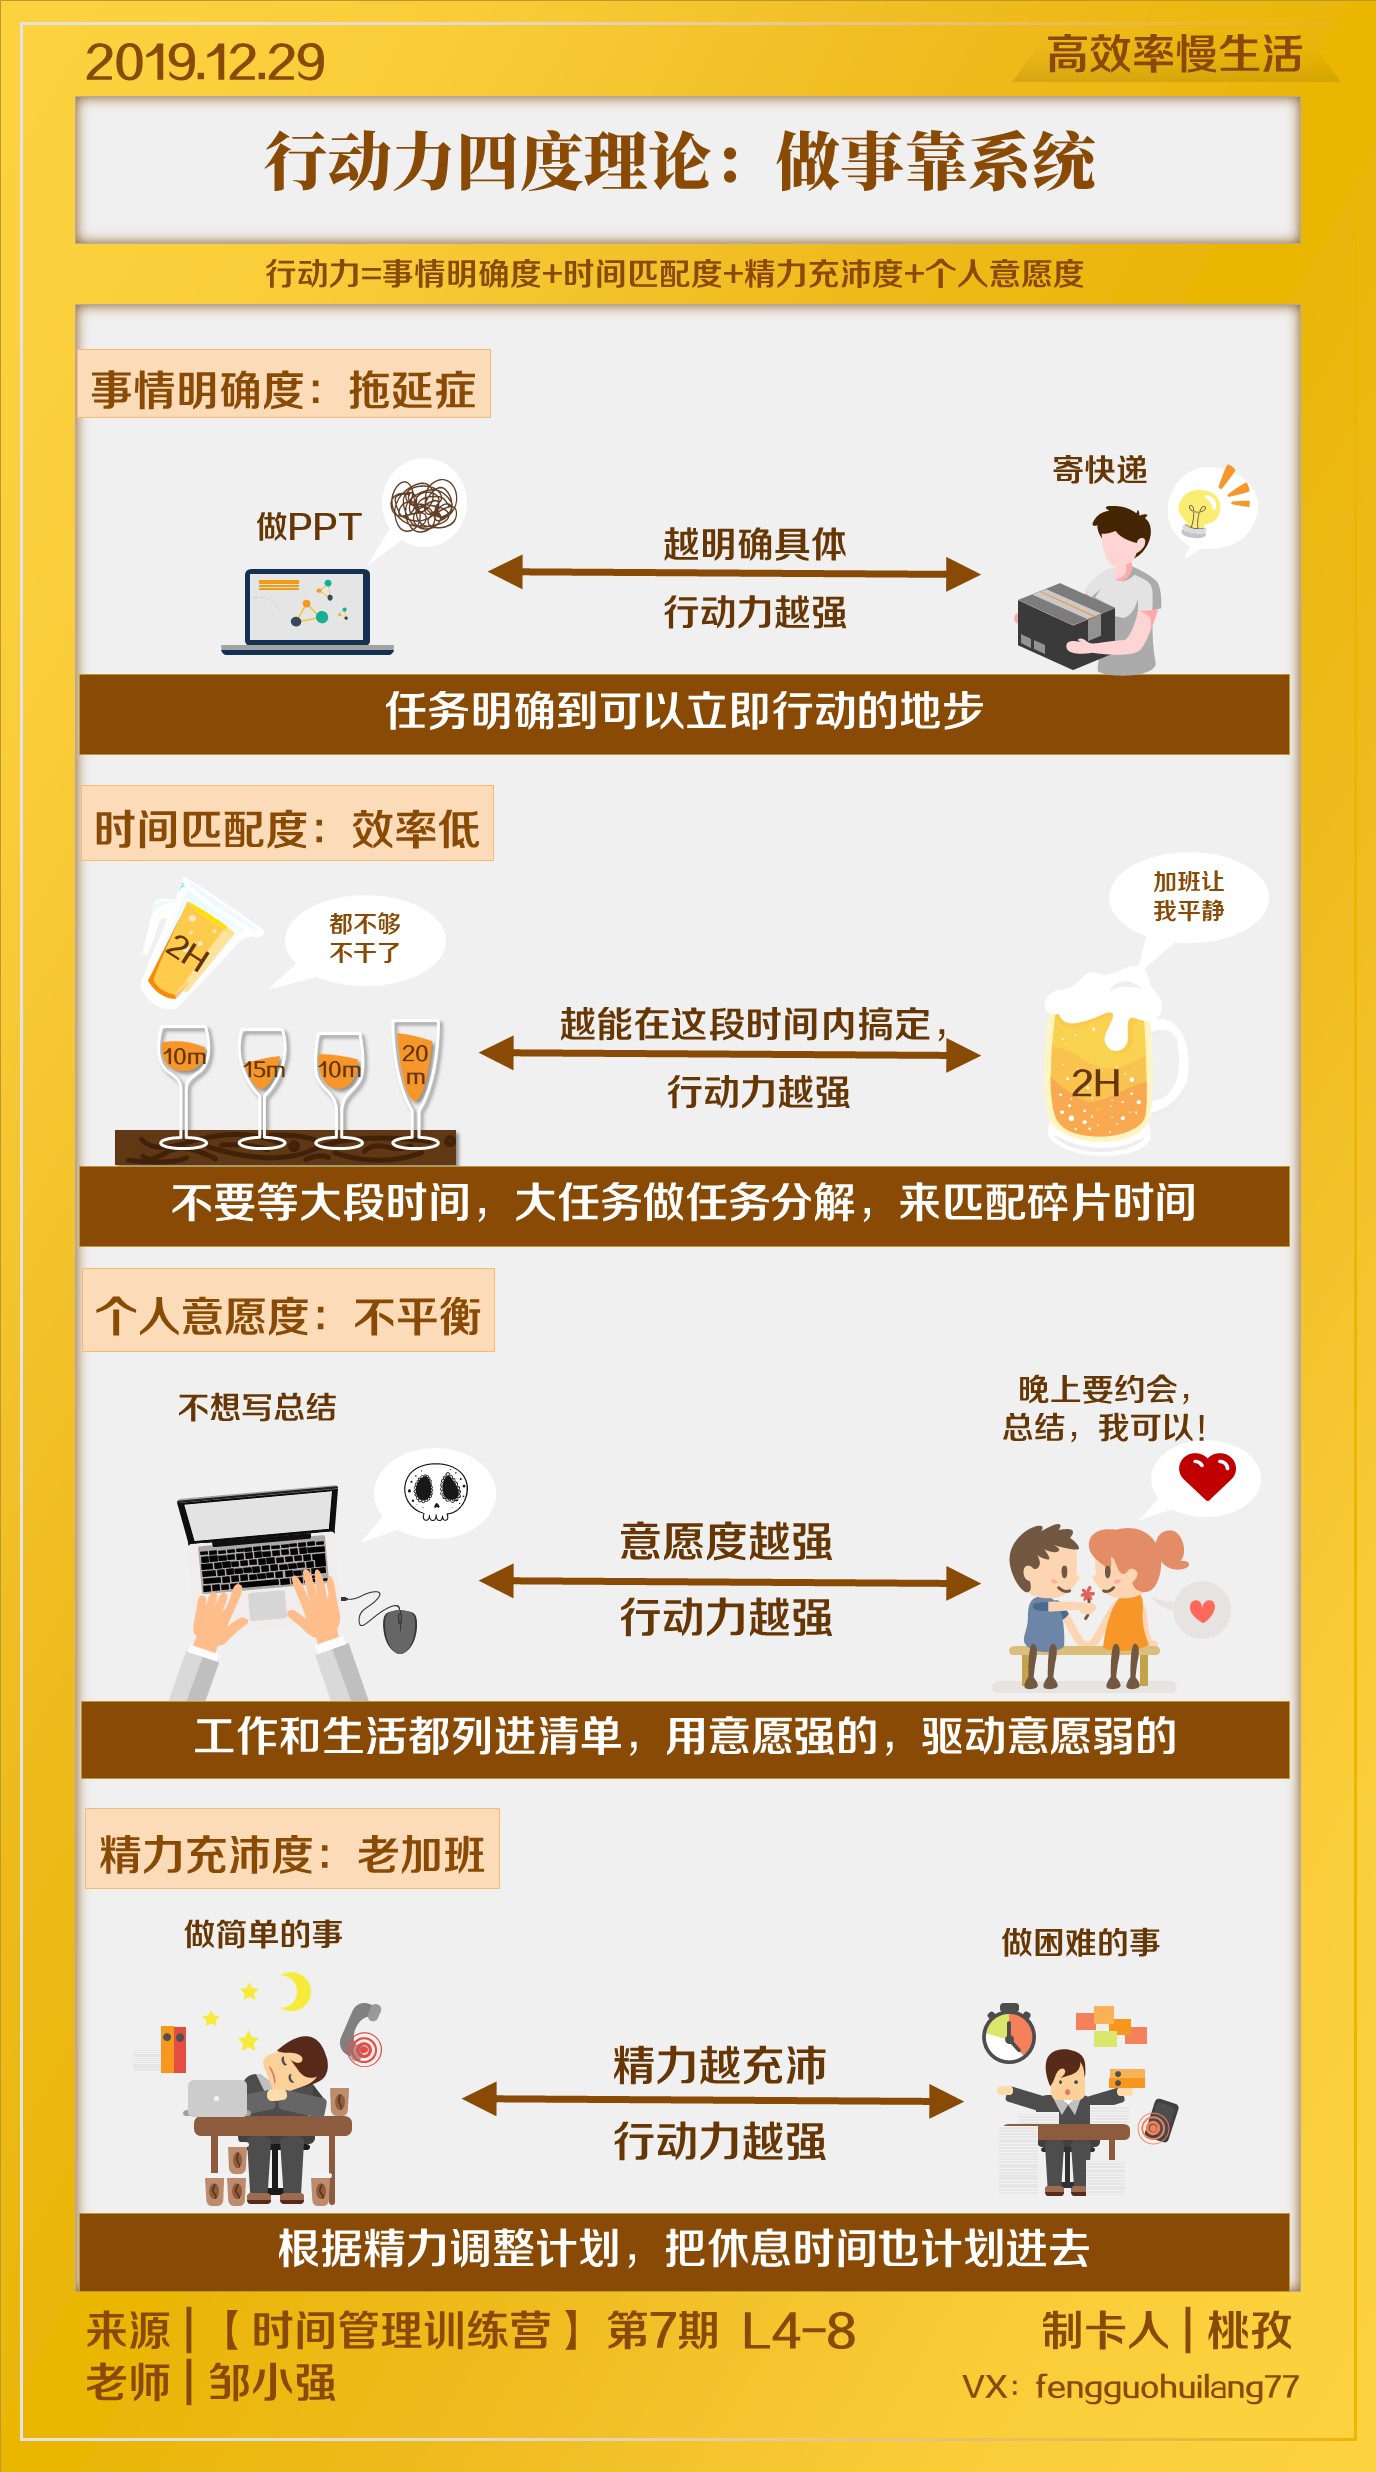 2019.12.29
高效率慢生活
行动力四度理论：做事靠系统
行动力=事情明确度+时间匹配度+精力充沛度+个人意愿度
事情明确度：拖延症
做PPT
寄快递
越明确具体
行动力越强
任务明确到可以立即行动的地步
时间匹配度：效率低
2H
都不够
不干了
加班让
我平静
10m
15m
10m
20
m
越能在这段时间内搞定，
行动力越强
2H
不要等大段时间，大任务做任务分解，来匹配碎片时间
个人意愿度：不平衡
不想写总结
晚上要约会，
总结，我可以！
意愿度越强
行动力越强
工作和生活都列进清单，用意愿强的，驱动意愿弱的
精力充沛度：老加班
做简单的事
做困难的事
精力越充沛
行动力越强
根据精力调整计划，把休息时间也计划进去
来源|【时间管理训练营】第7期 L4-8
制卡人|桃孜
老师|邹小强
VX：fengguohuilang77